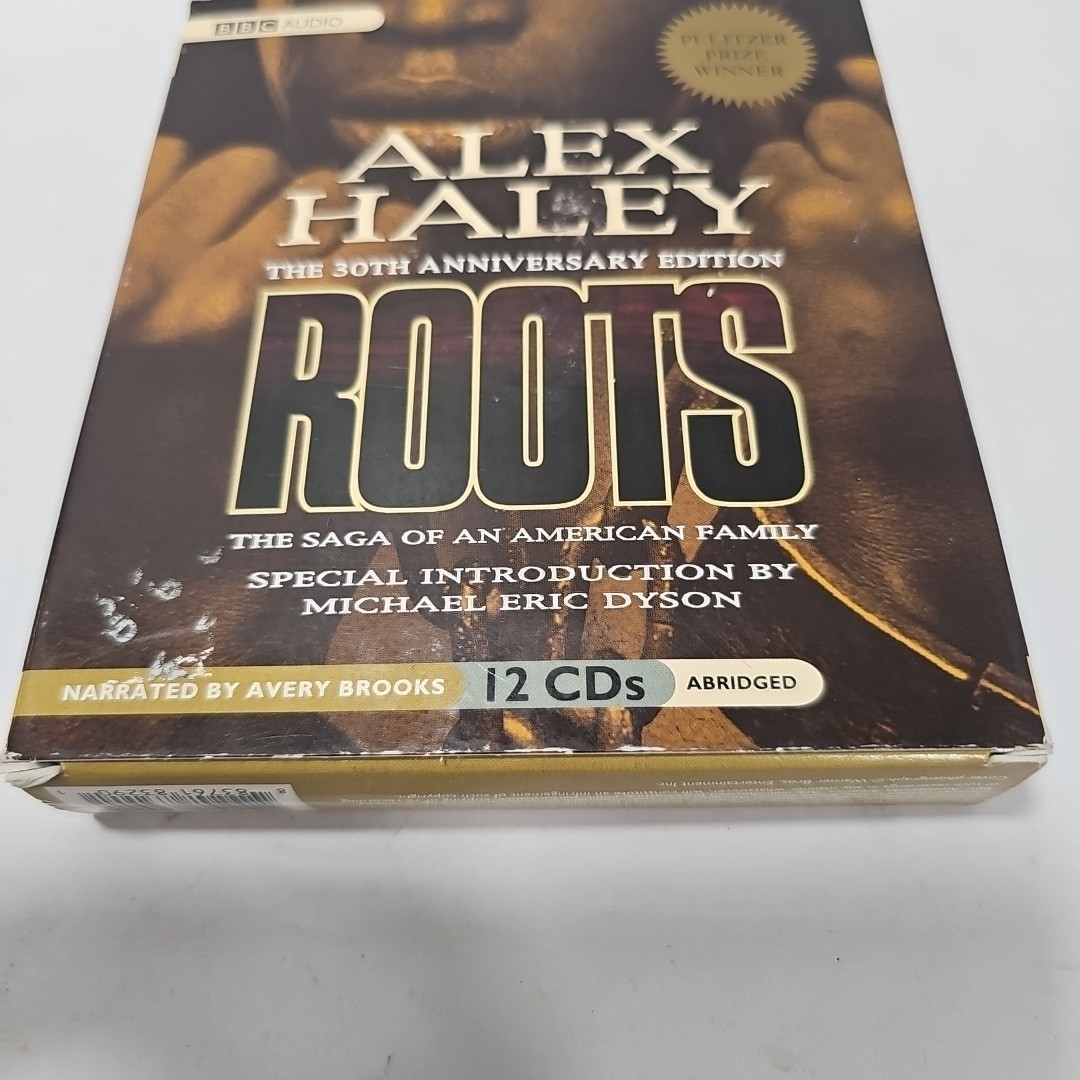 BBC AUDIO
PULITZER
PRIZE
WINNER
ALEX
HALEY
THE 30TH ANNIVERSARY EDITION
ROOTS
THE SAGA OF AN AMERICAN FAMILY
SPECIAL INTRODUCTION BY
MICHAEL ERIC DYSON
NARRATED BY AVERY BROOKS
12 CDs
ABRIDGED